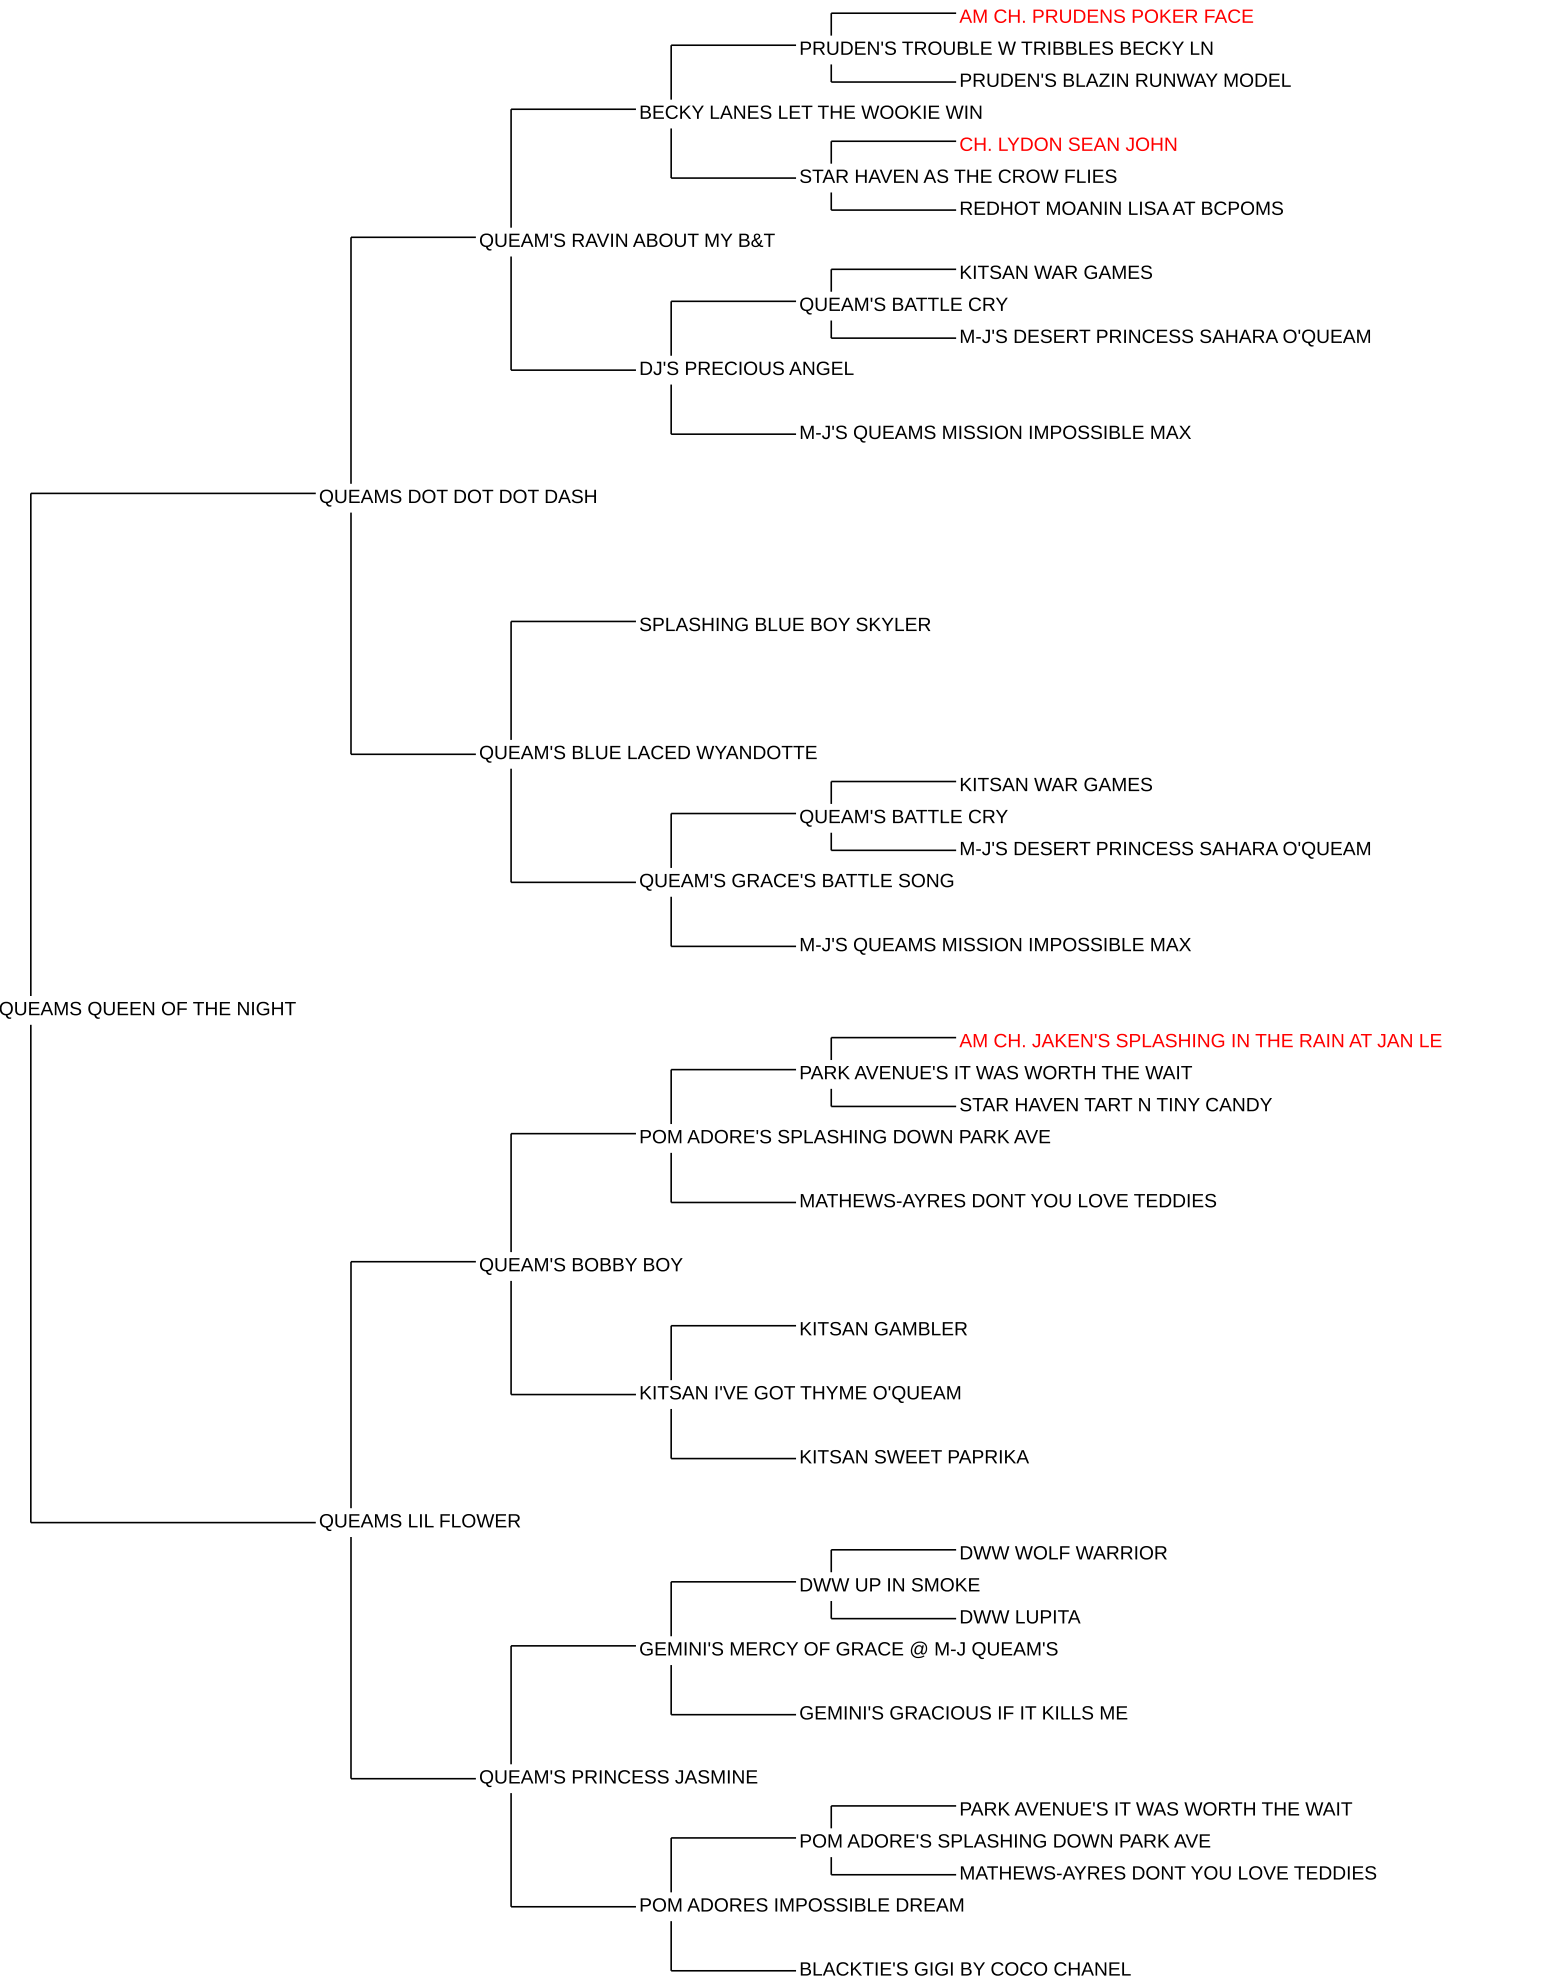 AM CH. PRUDENS POKER FACE
PRUDEN'S TROUBLE W TRIBBLES BECKY LN
PRUDEN'S BLAZIN RUNWAY MODEL
BECKY LANES LET THE WOOKIE WIN
CH. LYDON SEAN JOHN
STAR HAVEN AS THE CROW FLIES
REDHOT MOANIN LISA AT BCPOMS
QUEAM'S RAVIN ABOUT MY B&T
KITSAN WAR GAMES
QUEAM'S BATTLE CRY
M-J'S DESERT PRINCESS SAHARA O'QUEAM
DJ'S PRECIOUS ANGEL
M-J'S QUEAMS MISSION IMPOSSIBLE MAX
QUEAMS DOT DOT DOT DASH
SPLASHING BLUE BOY SKYLER
QUEAM'S BLUE LACED WYANDOTTE
KITSAN WAR GAMES
QUEAM'S BATTLE CRY
M-J'S DESERT PRINCESS SAHARA O'QUEAM
QUEAM'S GRACE'S BATTLE SONG
M-J'S QUEAMS MISSION IMPOSSIBLE MAX
QUEAMS QUEEN OF THE NIGHT
AM CH. JAKEN'S SPLASHING IN THE RAIN AT JAN LE
PARK AVENUE'S IT WAS WORTH THE WAIT
STAR HAVEN TART N TINY CANDY
POM ADORE'S SPLASHING DOWN PARK AVE
MATHEWS-AYRES DONT YOU LOVE TEDDIES
QUEAM'S BOBBY BOY
KITSAN GAMBLER
KITSAN I'VE GOT THYME O'QUEAM
KITSAN SWEET PAPRIKA
QUEAMS LIL FLOWER
DWW WOLF WARRIOR
DWW UP IN SMOKE
DWW LUPITA
GEMINI'S MERCY OF GRACE @ M-J QUEAM'S
GEMINI'S GRACIOUS IF IT KILLS ME
QUEAM'S PRINCESS JASMINE
PARK AVENUE'S IT WAS WORTH THE WAIT
POM ADORE'S SPLASHING DOWN PARK AVE
MATHEWS-AYRES DONT YOU LOVE TEDDIES
POM ADORES IMPOSSIBLE DREAM
BLACKTIE'S GIGI BY COCO CHANEL